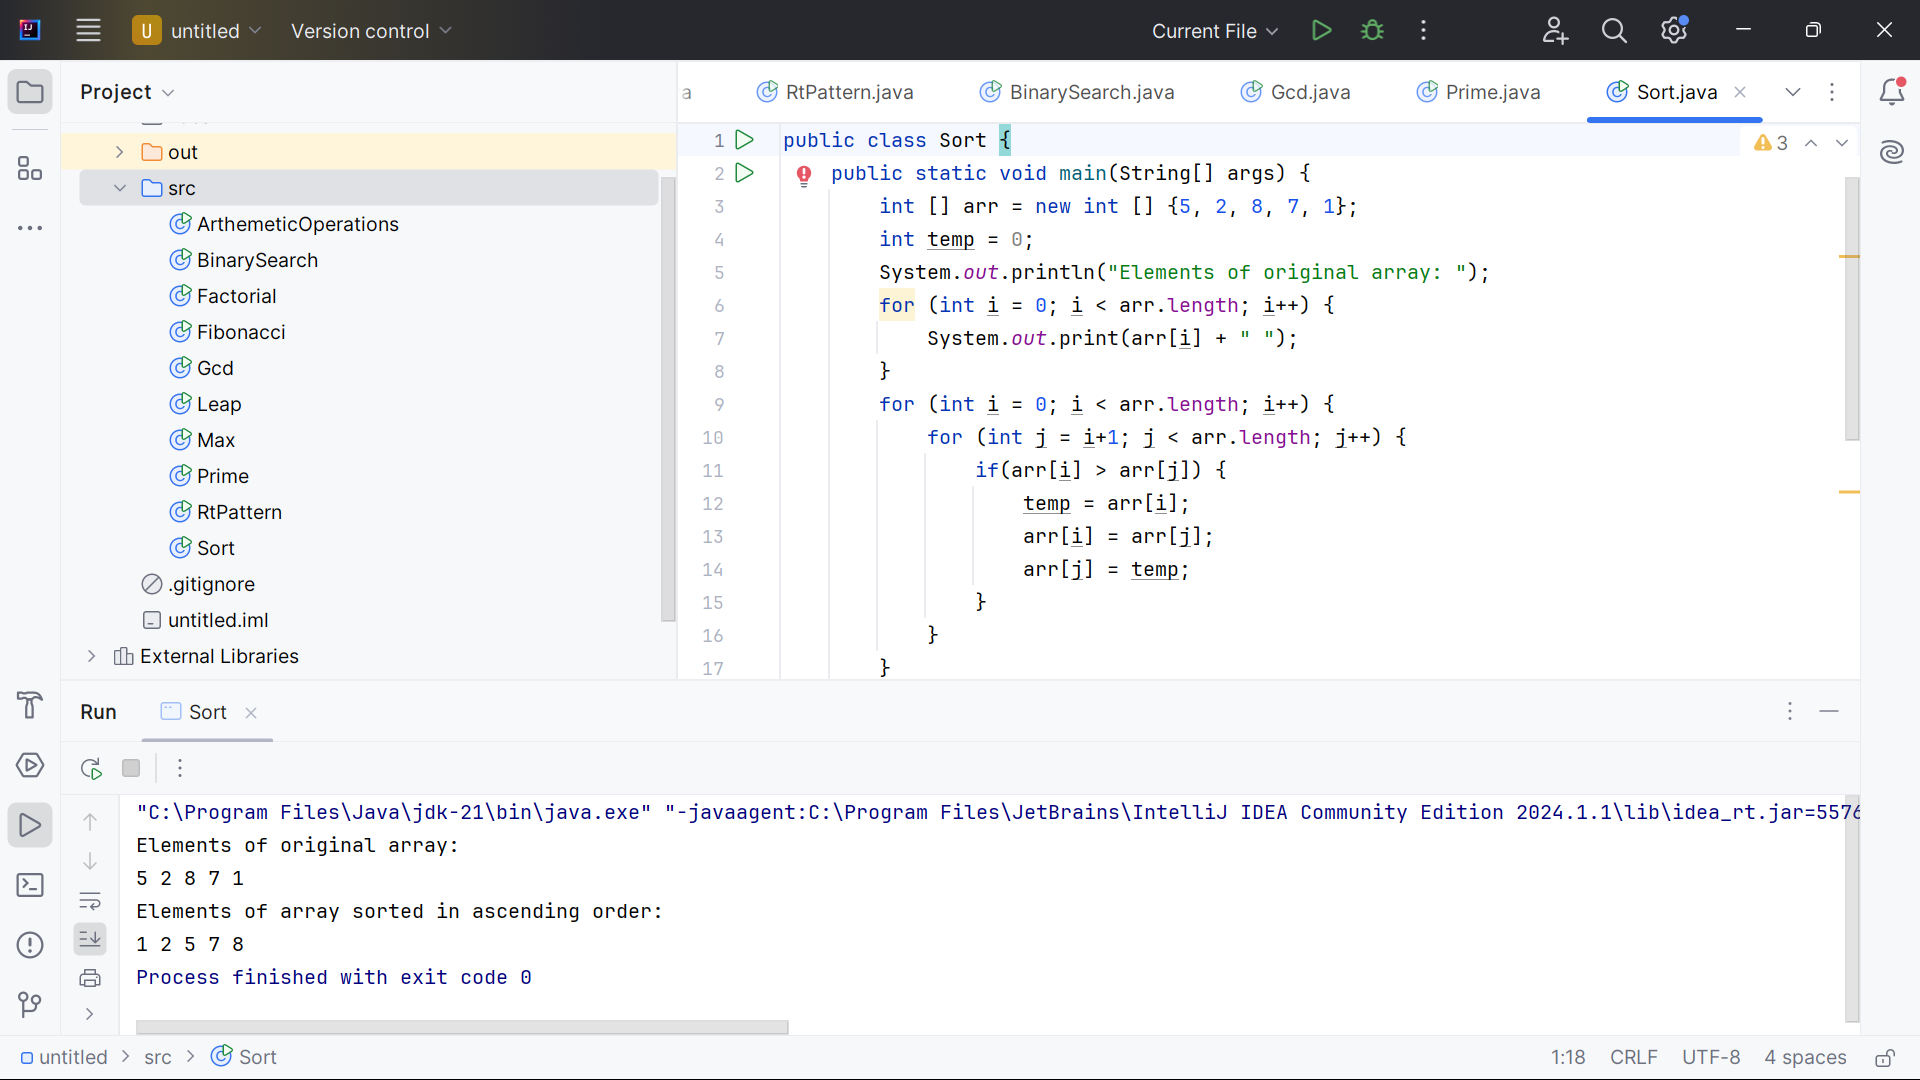 U untitled Version control Current File
Project
a RtPattern.java BinarySearch.java Gcd.java Prime.java Sort.java
out
src
ArthemeticOperations
BinarySearch
Factorial
Fibonacci
Gcd
Leap
Max
Prime
RtPattern
Sort
.gitignore
untitled.iml
External Libraries
3
1 public class Sort {
2 public static void main(String[] args) {
3 int [] arr = new int [] {5, 2, 8, 7, 1};
4 int temp = 0;
5 System.out.println("Elements of original array: ");
6 for (int i = 0; i < arr.length; i++) {
7 System.out.print(arr[i] + " ");
8 }
9 for (int i = 0; i < arr.length; i++) {
10 for (int j = i+1; j < arr.length; j++) {
11 if(arr[i] > arr[j]) {
12 temp = arr[i];
13 arr[i] = arr[j];
14 arr[j] = temp;
15 }
16 }
17 }
Run Sort
"C:\Program Files\Java\jdk-21\bin\java.exe" "-javaagent:C:\Program Files\JetBrains\IntelliJ IDEA Community Edition 2024.1.1\lib\idea_rt.jar=5576
Elements of original array:
5 2 8 7 1
Elements of array sorted in ascending order:
1 2 5 7 8
Process finished with exit code 0
untitled > src > Sort
1:18 CRLF UTF-8 4 spaces